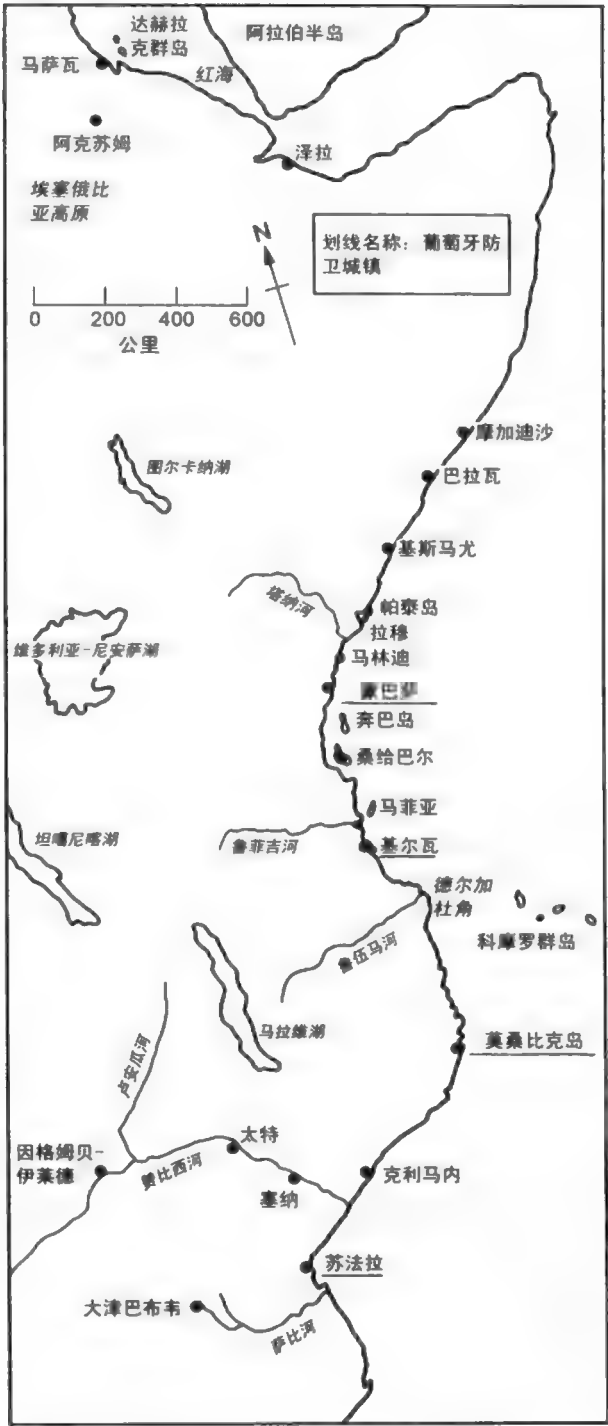 达赫拉
克群岛
阿拉伯半岛
马萨瓦
红海
阿克苏姆
泽拉
埃塞俄比
亚高原
划线名称：葡萄牙防
卫城镇
N
0 200 400 600
公里
摩加迪沙
图尔卡纳湖
巴拉瓦
基斯马尤
塔纳河
帕泰岛
拉穆
维多利亚-尼安萨湖
马林迪
奔巴岛
桑给巴尔
马菲亚
坦噶尼喀湖
鲁菲吉河
基尔瓦
德尔加
杜角
科摩罗群岛
鲁伍马河
马拉维湖
莫桑比克岛
卢安瓜河
太特
因格姆贝-
伊莱德
赞比西河
塞纳
克利马内
苏法拉
大津巴布韦
萨比河